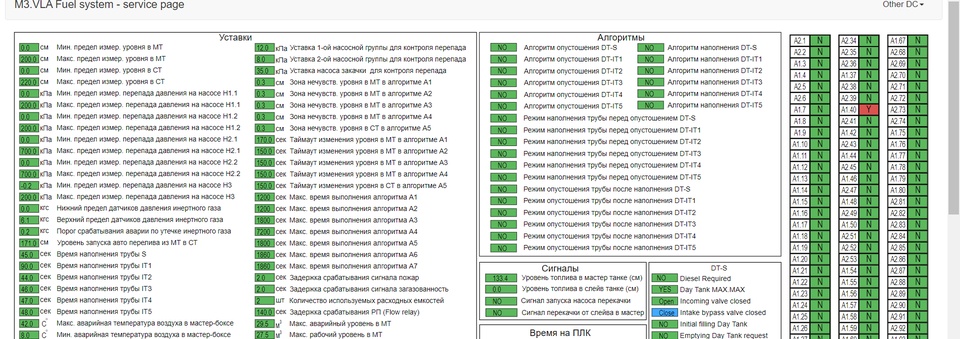 M3.VLA Fuel system - service page
Other DC
Уставки
0.0 см Мин. предел измер. уровня в МТ
200.0 см Макс. предел измер. уровня в МТ
0.0 см Мин. предел измер. уровня в СТ
220.0 см Макс. предел измер. уровня в СТ
0.0 кПа Мин. предел измер. перепада давления на насосе Н1.1
200.0 кПа Макс. предел измер. перепада давления на насосе Н1.1
0.0 кПа Мин. предел измер. перепада давления на насосе Н1.2
200.0 кПа Макс. предел измер. перепада давления на насосе Н1.2
0.0 кПа Мин. предел измер. перепада давления на насосе Н2.1
700.0 кПа Макс. предел измер. перепада давления на насосе Н2.1
0.0 кПа Мин. предел измер. перепада давления на насосе Н2.2
700.0 кПа Макс. предел измер. перепада давления на насосе Н2.2
-0.2 кПа Мин. предел измер. перепада давления на насосе Н3
200.0 кПа Макс. предел измер. перепада давления на насосе Н3
0.0 кгс Нижний предел датчиков давления инертного газа
6.1 кгс Верхний предел датчиков давления инертного газа
0.2 кгс Порог срабатывания аварии по утечке инертного газа
171.0 см Уровень запуска авто перелива из МТ в СТ
45.0 сек Время наполнения трубы S
90.0 сек Время наполнения трубы IT1
44.0 сек Время наполнения трубы IT2
46.0 сек Время наполнения трубы IT3
47.0 сек Время наполнения трубы IT4
48.0 сек Время наполнения трубы IT5
42.0 C° Макс. аварийная температура воздуха в мастер-боксе
8.0 C° Мин. аварийная температура воздуха в мастер-боксе
12.0 кПа Уставка 1-ой насосной группы для контроля перепада
8.0 кПа Уставка 2-ой насосной группы для контроля перепада
35.0 кПа Уставка насоса закачки для контроля перепада
0.3 см Зона нечувств. уровня в МТ в алгоритме А1
0.3 см Зона нечувств. уровня в МТ в алгоритме А2
0.3 см Зона нечувств. уровня в МТ в алгоритме А3
0.3 см Зона нечувств. уровня в МТ в алгоритме А4
0.3 см Зона нечувств. уровня в СТ в алгоритме А5
170.0 сек Таймаут изменения уровня в МТ в алгоритме А1
150.0 сек Таймаут изменения уровня в МТ в алгоритме А2
150.0 сек Таймаут изменения уровня в МТ в алгоритме А3
150.0 сек Таймаут изменения уровня в МТ в алгоритме А4
150.0 сек Таймаут изменения уровня в СТ в алгоритме А5
1200 сек Макс. время выполнения алгоритма А1
1200 сек Макс. время выполнения алгоритма А2
1800 сек Макс. время выполнения алгоритма А3
7200 сек Макс. время выполнения алгоритма А4
1800 сек Макс. время выполнения алгоритма А5
1860 сек Макс. время выполнения алгоритма А6
1860 сек Макс. время выполнения алгоритма А7
2.0 сек Задержка срабатывания сигнала пожар
2.0 сек Задержка срабатывания сигнала загазованность
2 шт Количество используемых расходных емкостей
140.0 сек Задержка срабатывания РП (Flow relay)
29.5 м³ Макс. аварийный уровень в МТ
27.5 м³ Макс. рабочий уровень в МТ
Алгоритмы
NO Алгоритм опустошения DT-S NO Алгоритм наполнения DT-S
NO Алгоритм опустошения DT-IT1 NO Алгоритм наполнения DT-IT1
NO Алгоритм опустошения DT-IT2 NO Алгоритм наполнения DT-IT2
NO Алгоритм опустошения DT-IT3 NO Алгоритм наполнения DT-IT3
NO Алгоритм опустошения DT-IT4 NO Алгоритм наполнения DT-IT4
NO Алгоритм опустошения DT-IT5 NO Алгоритм наполнения DT-IT5
NO Режим наполнения трубы перед опустошением DT-S
NO Режим наполнения трубы перед опустошением DT-IT1
NO Режим наполнения трубы перед опустошением DT-IT2
NO Режим наполнения трубы перед опустошением DT-IT3
NO Режим наполнения трубы перед опустошением DT-IT4
NO Режим наполнения трубы перед опустошением DT-IT5
NO Режим опустошения трубы после наполнения DT-S
NO Режим опустошения трубы после наполнения DT-IT1
NO Режим опустошения трубы после наполнения DT-IT2
NO Режим опустошения трубы после наполнения DT-IT3
NO Режим опустошения трубы после наполнения DT-IT4
NO Режим опустошения трубы после наполнения DT-IT5
Сигналы
133.4 Уровень топлива в мастер танке (см)
0.0 Уровень топлива в слейв танке (см)
NO Сигнал запуска насоса перекачки
NO Сигнал перекачки от слейва в мастер
Время на ПЛК
DT-S
NO Diesel Required
YES Day Tank MAX.MAX
Open Incoming valve closed
Close Intake bypass valve closed
NO Initial filling Day Tank
NO Emptying Day Tank request
A2.1 N A2.34 N A1.67 N
A2.2 N A2.35 N A2.68 N
A1.3 N A2.36 N A2.69 N
A1.4 N A1.37 N A2.70 N
A2.5 N A2.38 N A2.71 N
A2.6 N A2.39 N A2.72 N
A1.7 N A1.40 Y A2.73 N
A1.8 N A2.41 N A2.74 N
A1.9 N A1.42 N A1.75 N
A1.10 N A2.43 N A2.76 N
A1.11 N A1.44 N A1.77 N
A1.12 N A1.45 N A1.78 N
A1.13 N A1.46 N A1.79 N
A2.14 N A2.47 N A1.80 N
A1.15 N A1.48 N A2.81 N
A1.16 N A2.49 N A2.82 N
A1.17 N A2.50 N A2.83 N
A1.18 N A2.51 N A2.84 N
A1.19 N A2.52 N A2.85 N
A1.20 N A2.53 N A2.86 N
A1.21 N A2.54 N A2.87 N
A1.22 N A1.55 N A2.88 N
A1.23 N A2.56 N A2.89 N
A1.24 N A2.57 N A2.90 N
A1.25 N A1.58 N A2.91 N
A1.26 N A1.59 N A2.92 N